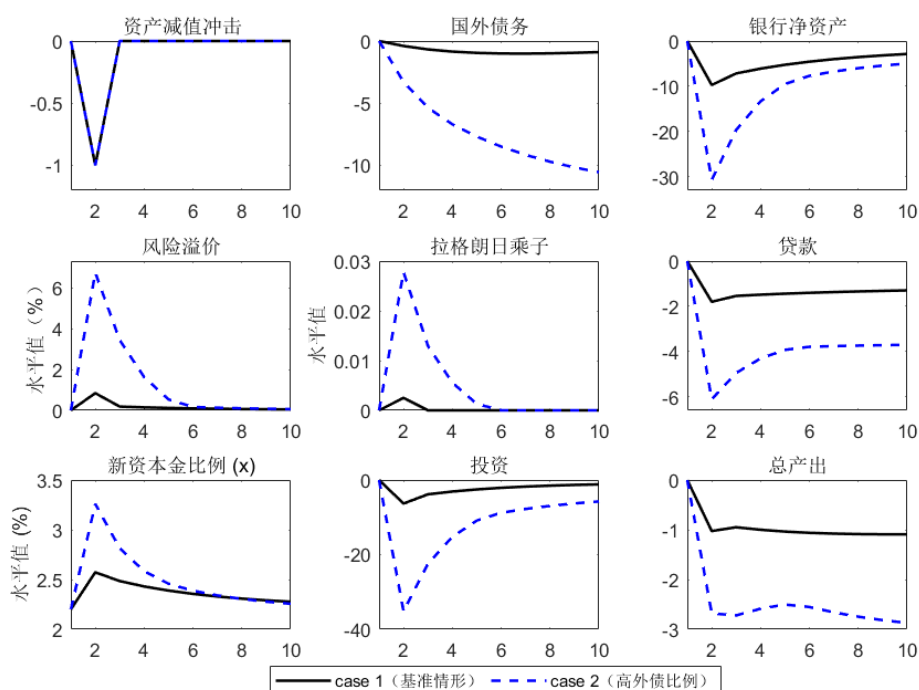 资产减值冲击
国外债务
银行净资产
0
-0.5
-1
2 4 6 8 10
0
-5
-10
2 4 6 8 10
0
-10
-20
-30
2 4 6 8 10
风险溢价
拉格朗日乘子
贷款
水平值（%）
6
4
2
0
2 4 6 8 10
水平值
0.03
0.02
0.01
0
2 4 6 8 10
0
-2
-4
-6
2 4 6 8 10
新资本金比例 (x)
投资
总产出
水平值 (%)
3.5
3
2.5
2
2 4 6 8 10
0
-20
-40
2 4 6 8 10
0
-1
-2
-3
2 4 6 8 10
case 1（基准情形） case 2（高外债比例）